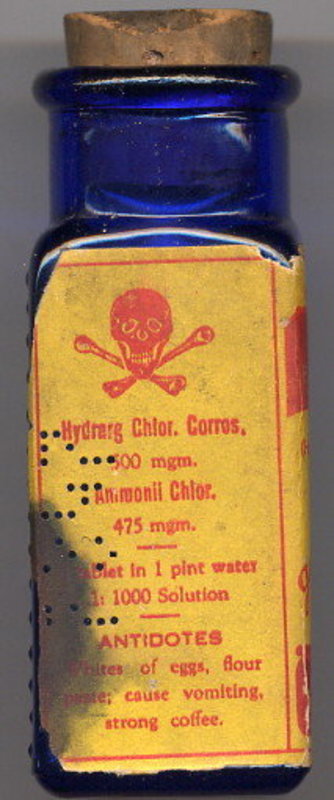 Hydrarg Chlor. Corros.
500 mgm.
Ammonii Chlor.
475 mgm.
Tablet in 1 pint water
1: 1000 Solution
ANTIDOTES
Whites of eggs, flour
paste; cause vomiting,
strong coffee.